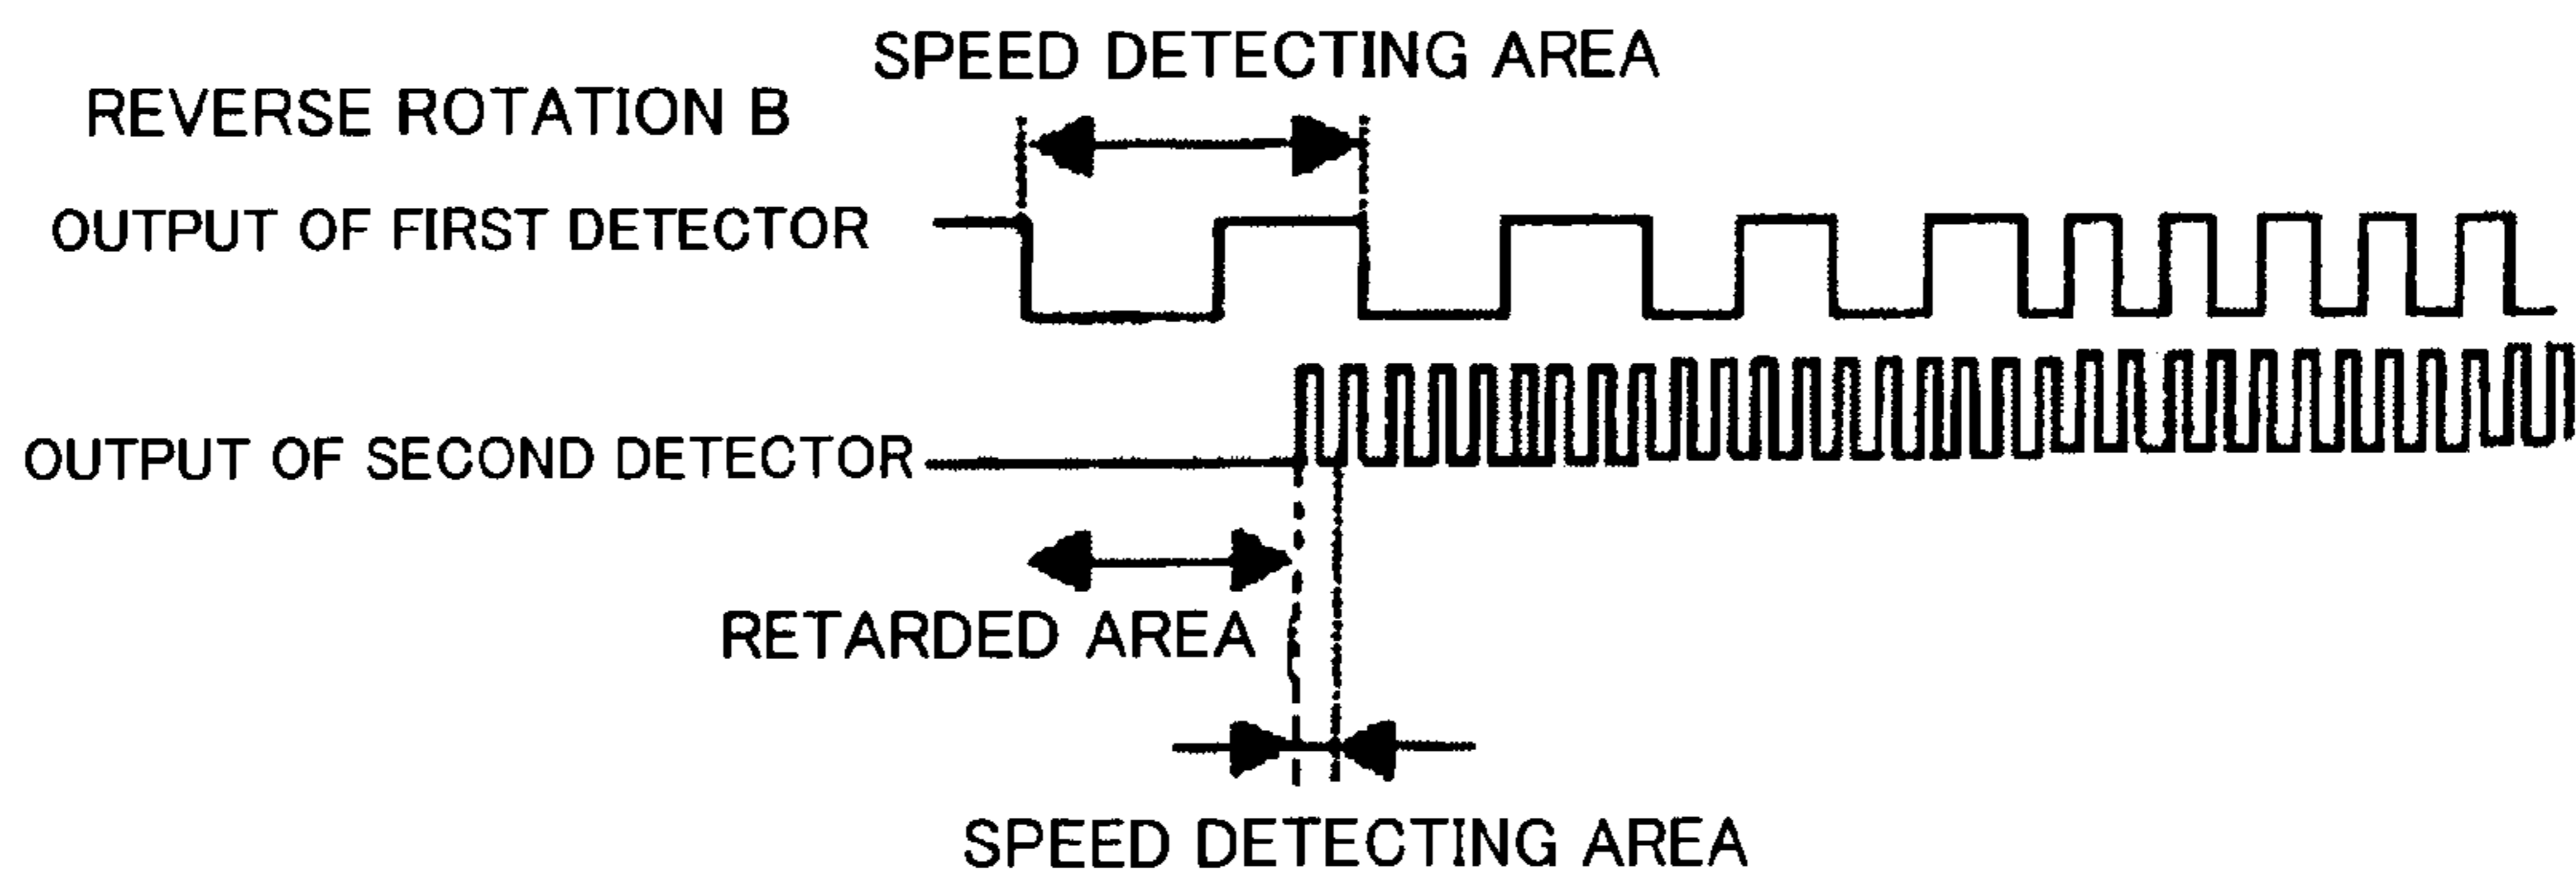 SPEED DETECTING AREA
REVERSE ROTATION B
OUTPUT OF FIRST DETECTOR
OUTPUT OF SECOND DETECTOR
RETARDED AREA
SPEED DETECTING AREA